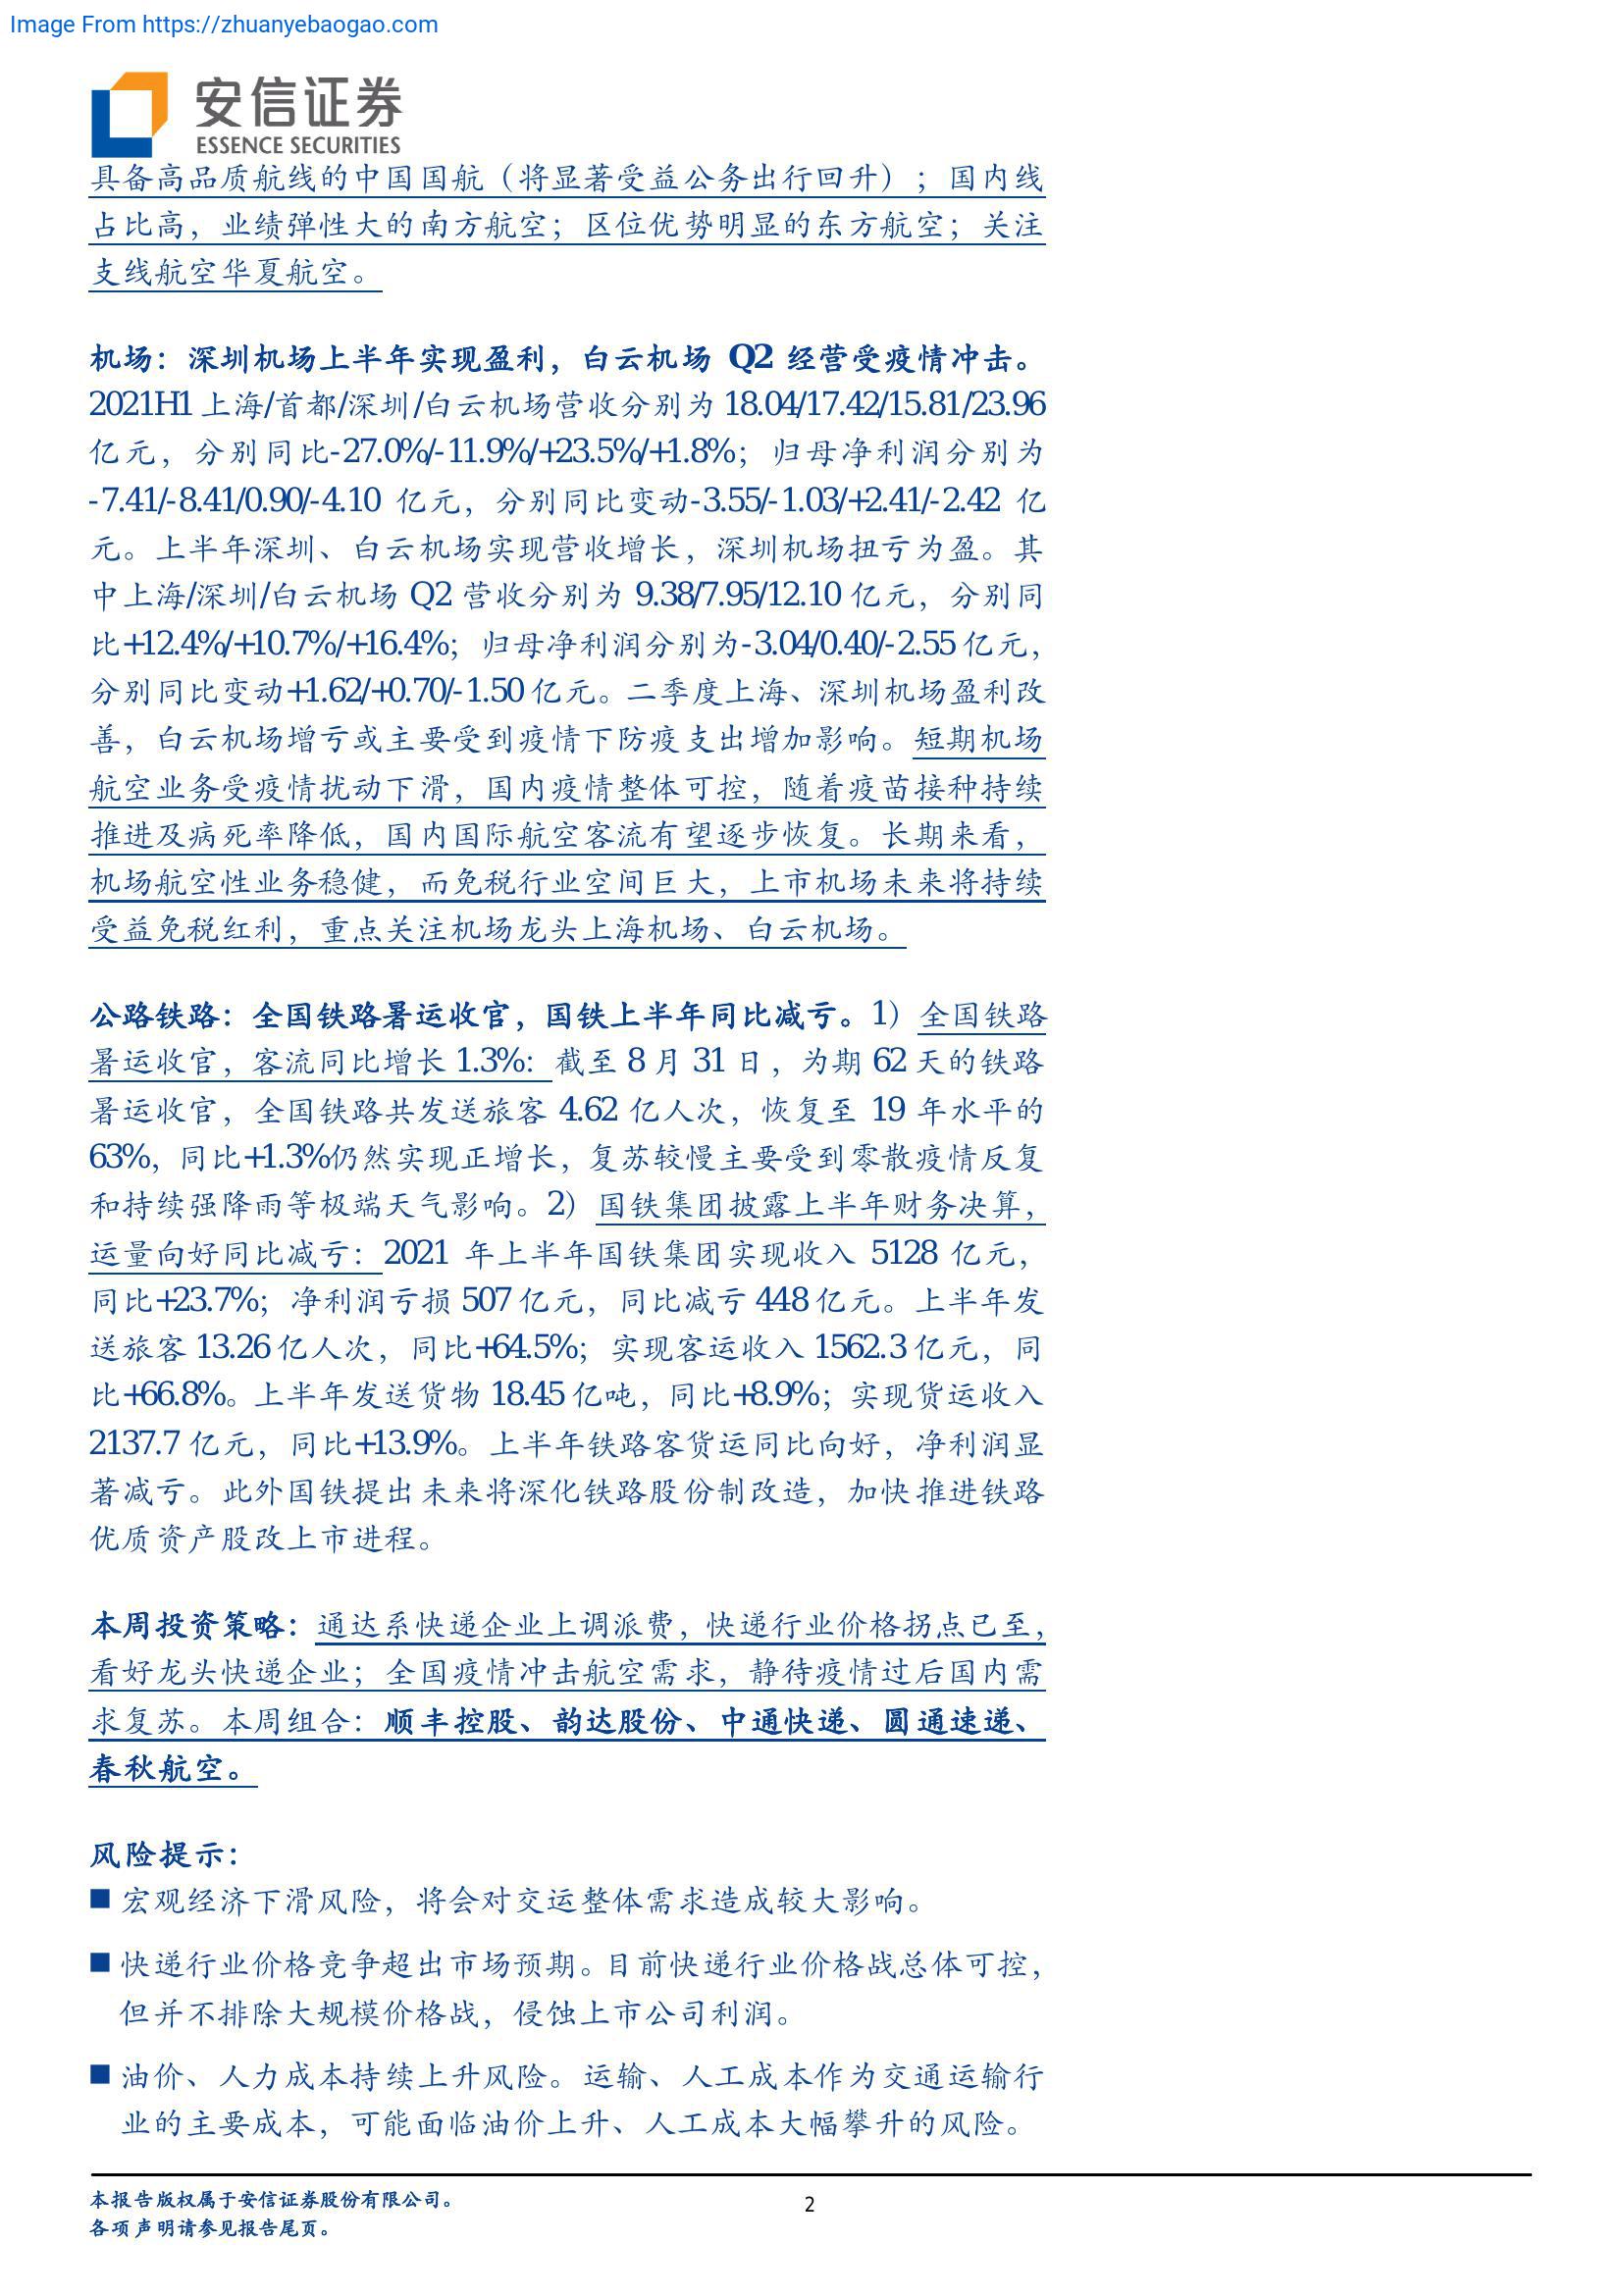 Image From https://zhuanyebaogao.com
安信证券
ESSENCE SECURITIES
具备高品质航线的中国国航（将显著受益公务出行回升）；国内线
占比高，业绩弹性大的南方航空；区位优势明显的东方航空；关注
支线航空华夏航空。
机场：深圳机场上半年实现盈利，白云机场 Q2 经营受疫情冲击。
2021H1 上海/首都/深圳/白云机场营收分别为 18.04/17.42/15.81/23.96
亿元，分别同比-27.0%/-11.9%/+23.5%/+1.8%；归母净利润分别为
-7.41/-8.41/0.90/-4.10 亿元，分别同比变动-3.55/-1.03/+2.41/-2.42 亿
元。上半年深圳、白云机场实现营收增长，深圳机场扭亏为盈。其
中上海/深圳/白云机场 Q2 营收分别为 9.38/7.95/12.10 亿元，分别同
比+12.4%/+10.7%/+16.4%；归母净利润分别为-3.04/0.40/-2.55 亿元，
分别同比变动+1.62/+0.70/-1.50 亿元。二季度上海、深圳机场盈利改
善，白云机场增亏或主要受到疫情下防疫支出增加影响。短期机场
航空业务受疫情扰动下滑，国内疫情整体可控，随着疫苗接种持续
推进及病死率降低，国内国际航空客流有望逐步恢复。长期来看，
机场航空性业务稳健，而免税行业空间巨大，上市机场未来将持续
受益免税红利，重点关注机场龙头上海机场、白云机场。
公路铁路：全国铁路暑运收官，国铁上半年同比减亏。1）全国铁路
暑运收官，客流同比增长 1.3%：截至 8 月 31 日，为期 62 天的铁路
暑运收官，全国铁路共发送旅客 4.62 亿人次，恢复至 19 年水平的
63%，同比+1.3%仍然实现正增长，复苏较慢主要受到零散疫情反复
和持续强降雨等极端天气影响。2）国铁集团披露上半年财务决算，
运量向好同比减亏：2021 年上半年国铁集团实现收入 5128 亿元，
同比+23.7%；净利润亏损 507 亿元，同比减亏 448 亿元。上半年发
送旅客 13.26 亿人次，同比+64.5%；实现客运收入 1562.3 亿元，同
比+66.8%。上半年发送货物 18.45 亿吨，同比+8.9%；实现货运收入
2137.7 亿元，同比+13.9%。上半年铁路客货运同比向好，净利润显
著减亏。此外国铁提出未来将深化铁路股份制改造，加快推进铁路
优质资产股改上市进程。
本周投资策略：通达系快递企业上调派费，快递行业价格拐点已至，
看好龙头快递企业；全国疫情冲击航空需求，静待疫情过后国内需
求复苏。本周组合：顺丰控股、韵达股份、中通快递、圆通速递、
春秋航空。
风险提示：
■ 宏观经济下滑风险，将会对交运整体需求造成较大影响。
■ 快递行业价格竞争超出市场预期。目前快递行业价格战总体可控，
但并不排除大规模价格战，侵蚀上市公司利润。
■ 油价、人力成本持续上升风险。运输、人工成本作为交通运输行
业的主要成本，可能面临油价上升、人工成本大幅攀升的风险。
本报告版权属于安信证券股份有限公司。
各项声明请参见报告尾页。
2